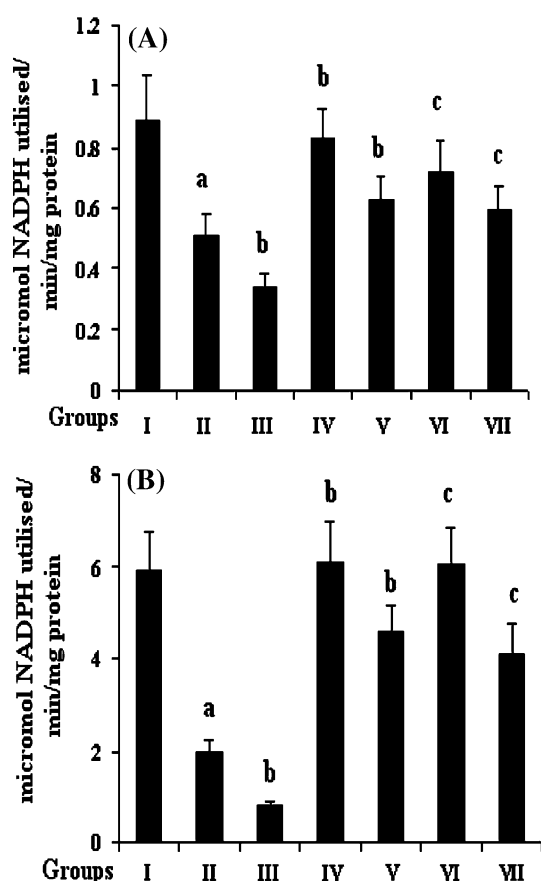 (A)
micromol NADPH utilised/
min/mg protein
1.2
1
0.8
0.6
0.4
0.2
0
a
b
b
b
c
c
Groups
I II III IV V VI VII
(B)
micromol NADPH utilised/
min/mg protein
8
6
4
2
0
a
b
b
b
c
c
Groups
I II III IV V VI VII